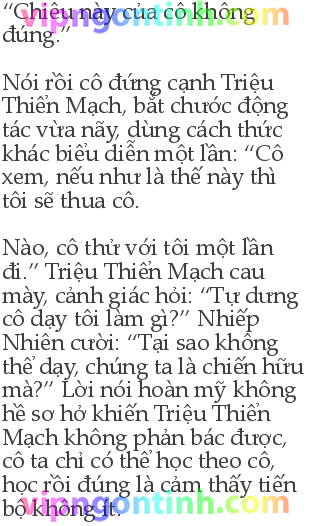 “Chiêu này của cô không
đúng.”
Nói rồi cô đứng cạnh Triệu
Thiển Mạch, bắt chước động
tác vừa nãy, dùng cách thức
khác biểu diễn một lần: “Cô
xem, nếu như là thế này thì
tôi sẽ thua cô.
Nào, cô thử với tôi một lần
đi.” Triệu Thiển Mạch cau
mày, cảnh giác hỏi: “Tự dưng
cô dạy tôi làm gì?” Nhiếp
Nhiên cười: “Tại sao không
thể dạy, chúng ta là chiến hữu
mà?” Lời nói hoàn mỹ không
hề sơ hở khiến Triệu Thiển
Mạch không phản bác được,
cô ta chỉ có thể học theo cô,
học rồi đúng là cảm thấy tiến
bộ không ít.
vipngontinh.com
vipngontinh.com